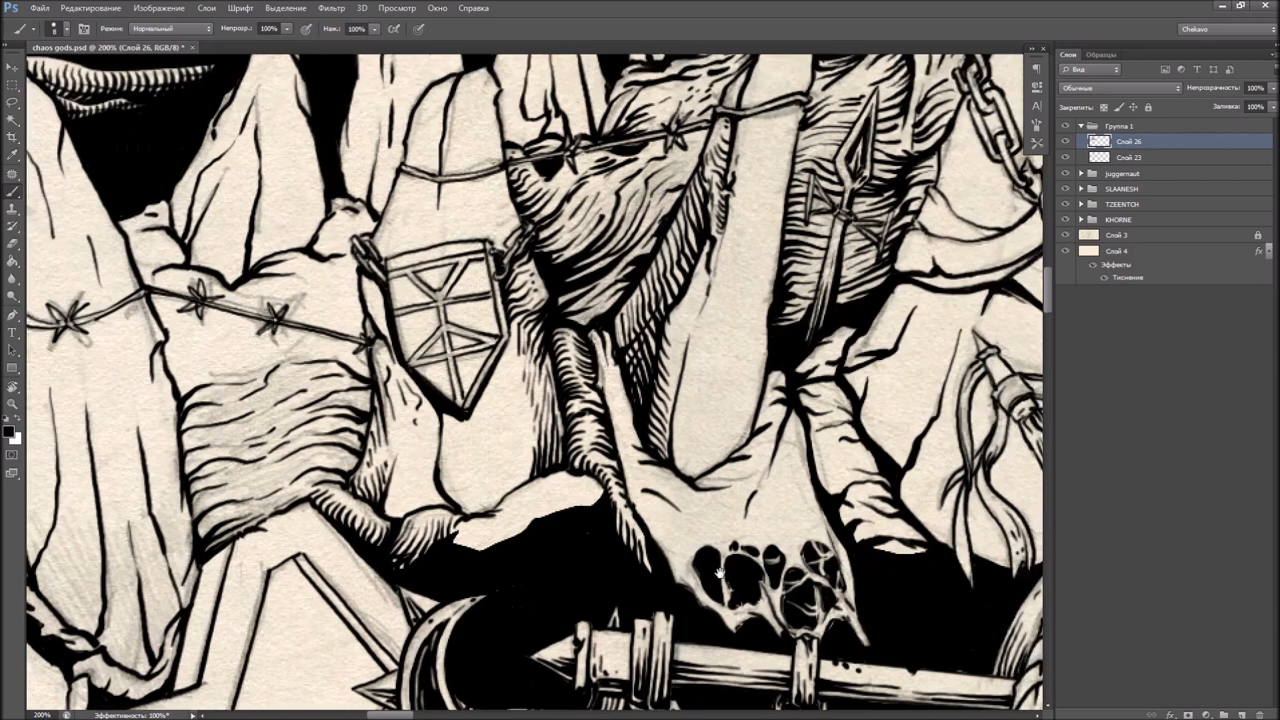 Ps
Файл Редактирование Изображение Слои Шрифт Выделение Фильтр 3D Просмотр Окно Справка
Режим: Нормальный Непрозр.: 100% Наж.: 100% Chekavo
chaos gods.psd @ 200% (Слой 26, RGB/8) * ×
Слои Образцы
Вид
Обычные Непрозрачность: 100%
Закрепить: Заливка: 100%
Группа 1
Слой 26
Слой 23
juggernaut
SLAANESH
TZEENTCH
KHORNE
Слой 3
Слой 4 fx
Эффекты
Тиснение
200% Эффективность: 100%*